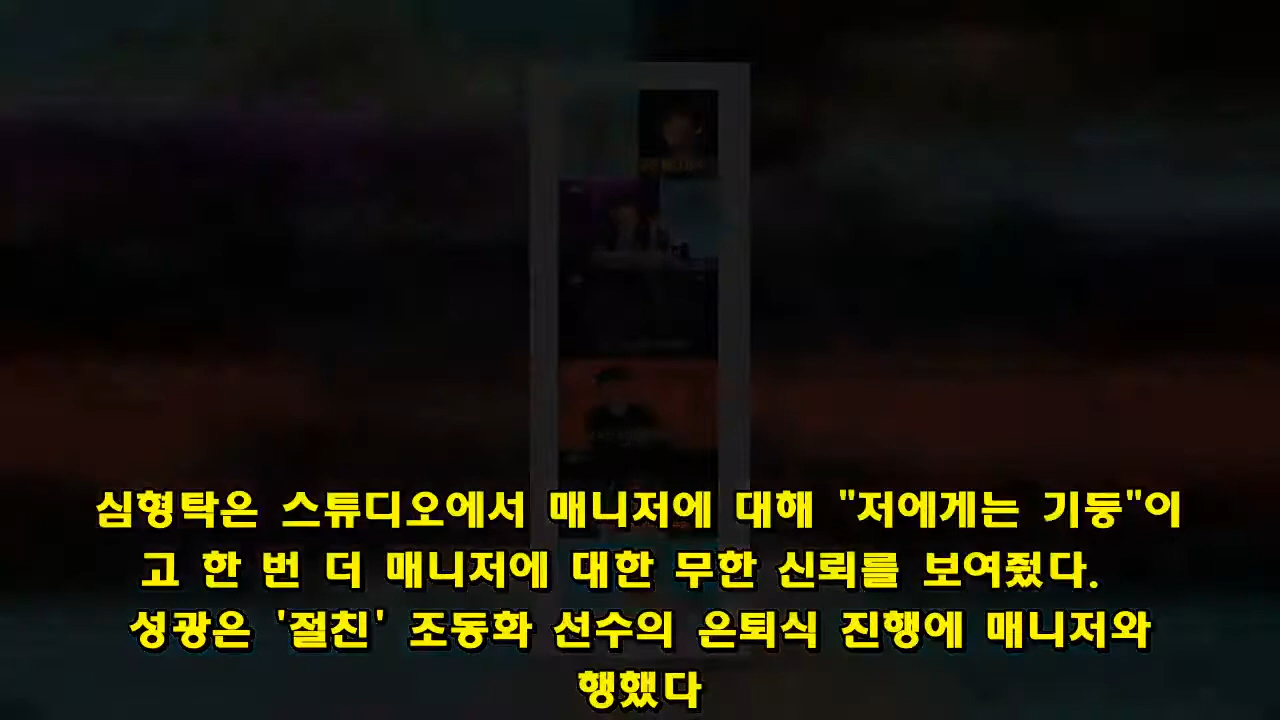 심형탁은 스튜디오에서 매니저에 대해 "저에게는 기둥"이
고 한 번 더 매니저에 대한 무한 신뢰를 보여줬다.
성광은 '절친' 조동화 선수의 은퇴식 진행에 매니저와
행했다